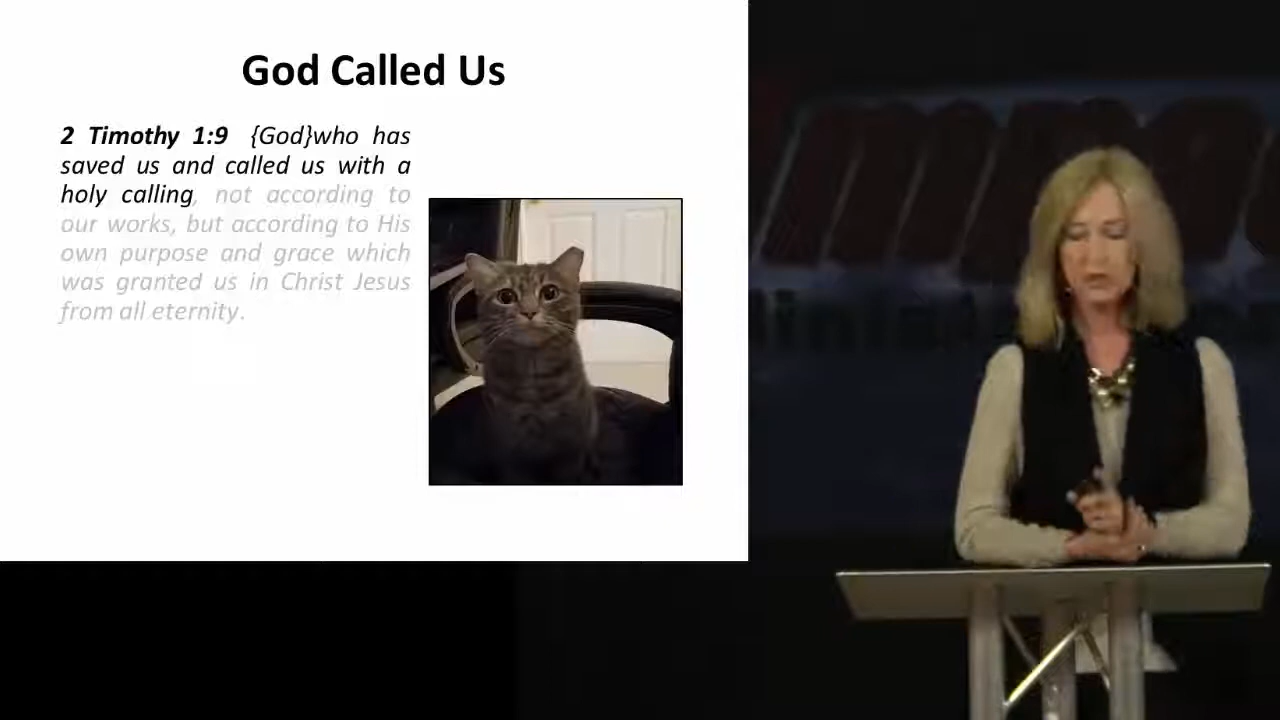 God Called Us
2 Timothy 1:9 {God}who has
saved us and called us with a
holy calling, not according to
our works, but according to His
own purpose and grace which
was granted us in Christ Jesus
from all eternity.